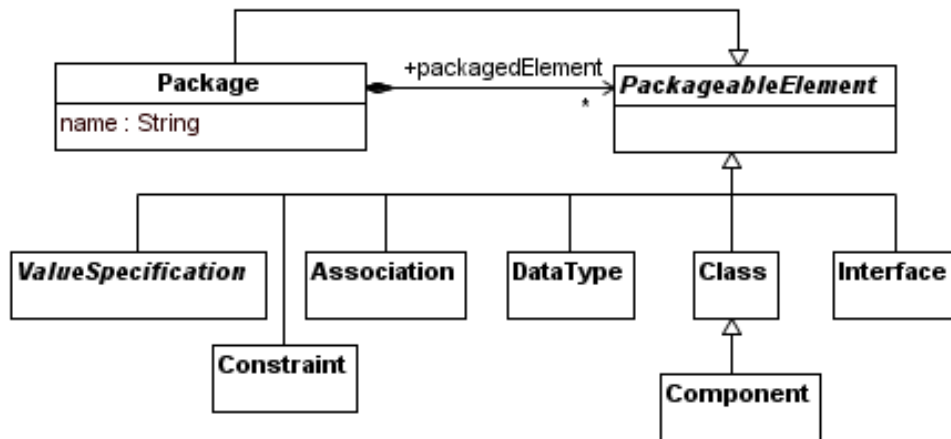 +packagedElement
Package
PackageableElement
*
name : String
ValueSpecification
Association
DataType
Class
Interface
Constraint
Component